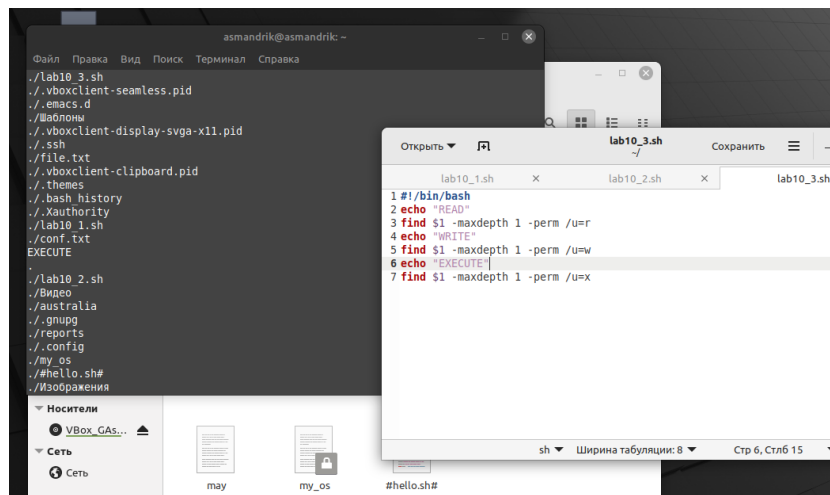 asmandrik@asmandrik: ~
Файл Правка Вид Поиск Терминал Справка
./lab10_3.sh
./.vboxclient-seamless.pid
./.emacs.d
./Шаблоны
./.vboxclient-display-svga-x11.pid
./.ssh
./file.txt
./.vboxclient-clipboard.pid
./.themes
./.bash_history
./.Xauthority
./lab10_1.sh
./conf.txt
EXECUTE
.
./lab10_2.sh
./Видео
./australia
./.gnupg
./reports
./.config
./my_os
./#hello.sh#
./Изображения
Открыть
lab10_3.sh
~/
Сохранить
lab10_1.sh
lab10_2.sh
lab10_3.sh
1 #!/bin/bash
2 echo "READ"
3 find $1 -maxdepth 1 -perm /u=r
4 echo "WRITE"
5 find $1 -maxdepth 1 -perm /u=w
6 echo "EXECUTE"
7 find $1 -maxdepth 1 -perm /u=x
sh Ширина табуляции: 8 Стр 6, Стлб 15
Носители
VBox_GAs...
Сеть
Сеть
may
my_os
#hello.sh#